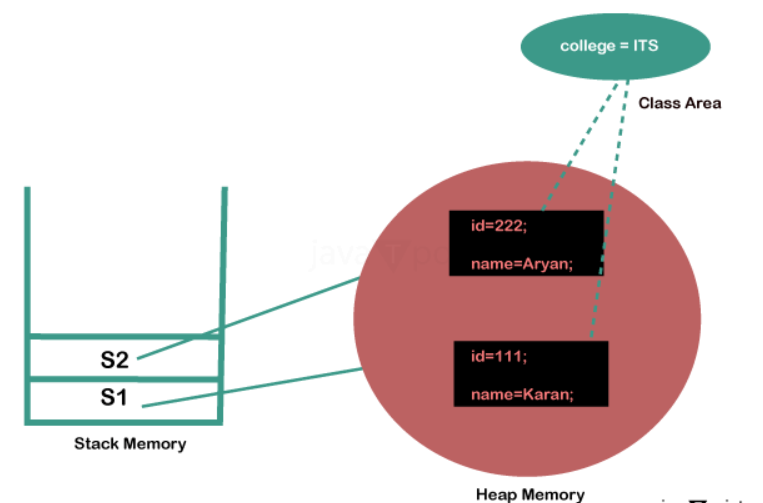 college = ITS
Class Area
id=222;
name=Aryan;
S2
id=111;
S1
name=Karan;
Stack Memory
Heap Memory